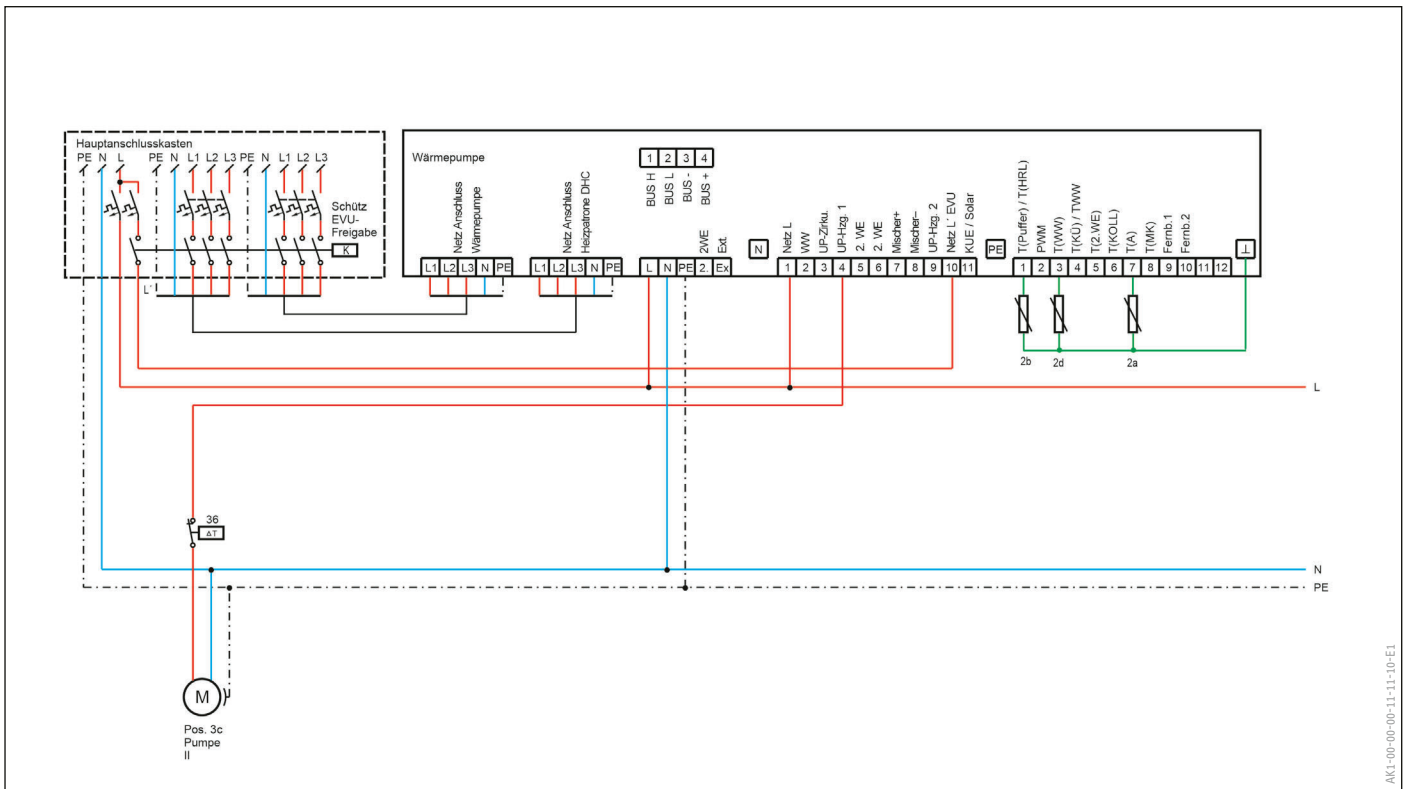 Hauptanschlusskasten
PE N L PE N L1 L2 L3 PE N L1 L2 L3
Schütz
EVU-
Freigabe
K
L´
Wärmepumpe
Netz Anschluss
Wärmepumpe
L1 L2 L3 N PE
Netz Anschluss
Heizpatrone DHC
L1 L2 L3 N PE
1 2 3 4
BUS H
BUS L
BUS -
BUS +
2WE
Ext.
L N PE 2. Ex
N
Netz L
WW
UP-Zirku.
UP-Hzg. 1
2. WE
2. WE
Mischer+
Mischer–
UP-Hzg. 2
Netz L´ EVU
KUE / Solar
1 2 3 4 5 6 7 8 9 10 11
PE
T(Puffer) / T(HRL)
PWM
T(WW)
T(KÜ) / TWW
T(2.WE)
T(KOLL)
T(A)
T(MK)
Fernb.1
Fernb.2
1 2 3 4 5 6 7 8 9 10 11 12
2b 2d 2a
L
36
ΔT
N
PE
M
Pos. 3c
Pumpe
II
AK1-00-00-00-11-11-10-E1